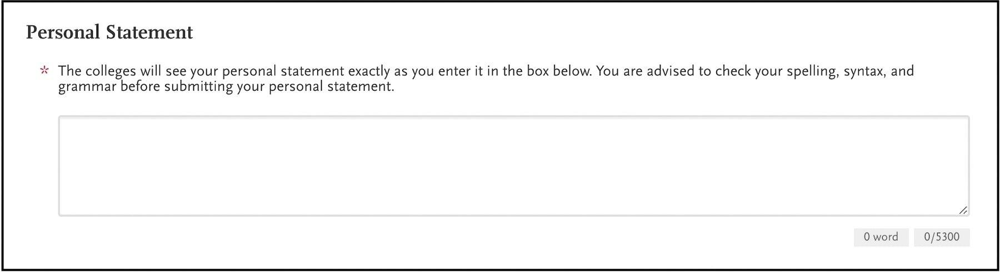 Personal Statement
* The colleges will see your personal statement exactly as you enter it in the box below. You are advised to check your spelling, syntax, and
grammar before submitting your personal statement.
0 word 0/5300